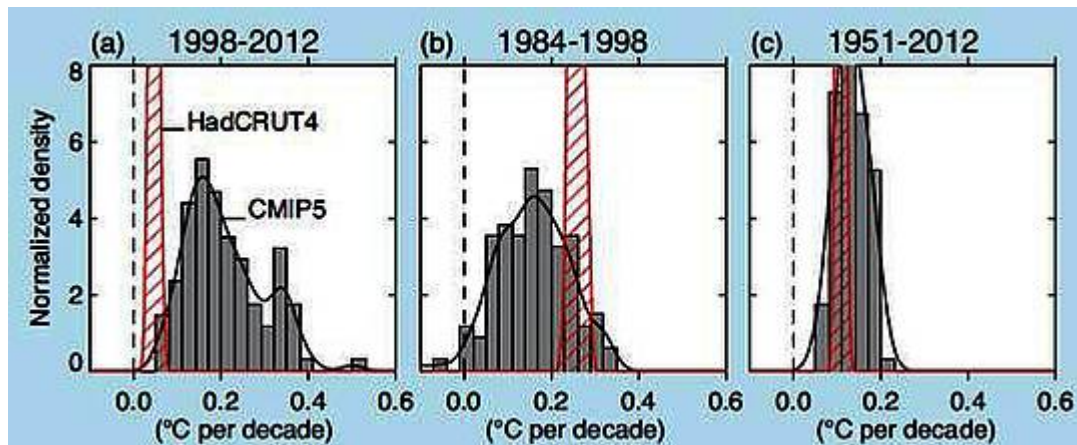 (a) 1998-2012
(b) 1984-1998
(c) 1951-2012
Normalized density
8
6
4
2
0
HadCRUT4
CMIP5
0.0 0.2 0.4 0.6
0.0 0.2 0.4 0.6
0.0 0.2 0.4 0.6
(°C per decade)
(°C per decade)
(°C per decade)